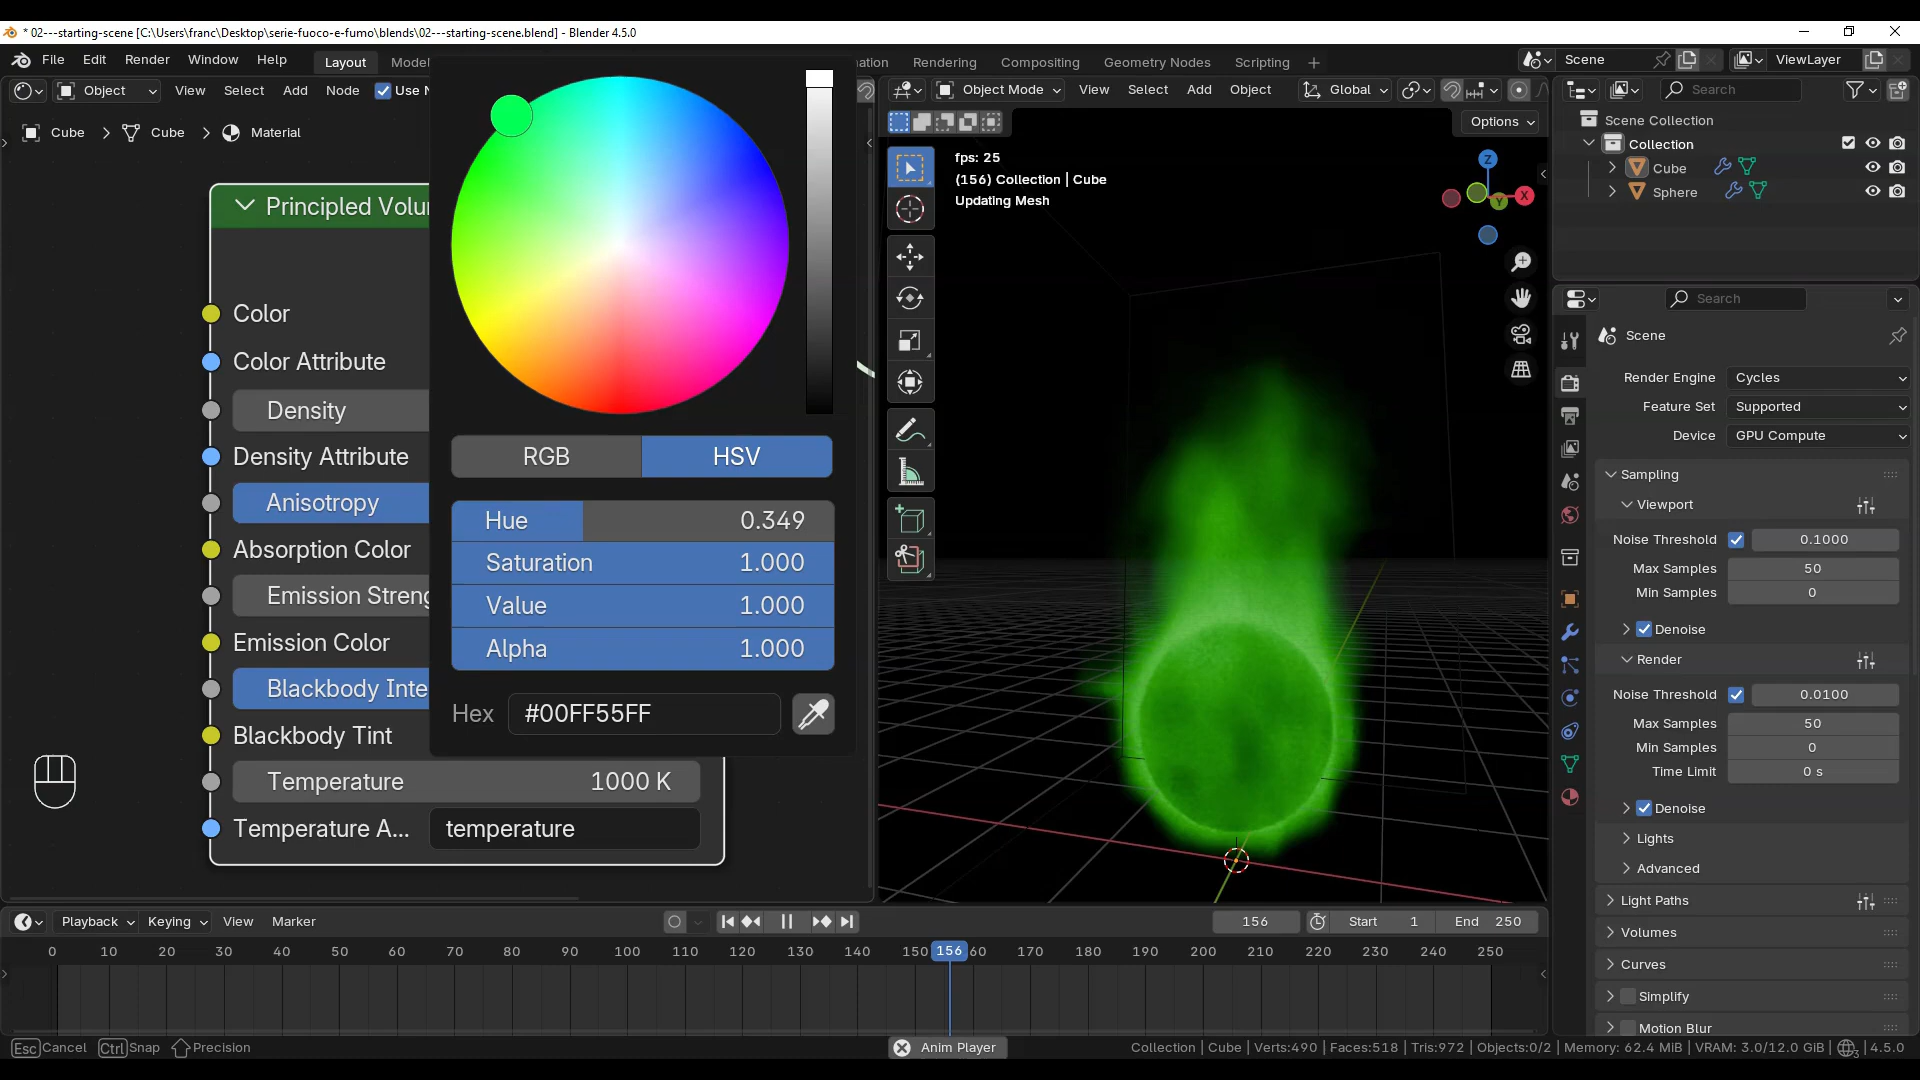 * 02---starting-scene [C:\Users\franc\Desktop\serie-fuoco-e-fumo\blends\02---starting-scene.blend] - Blender 4.5.0
File Edit Render Window Help Layout Model ation Rendering Compositing Geometry Nodes Scripting + Scene ViewLayer
Object View Select Add Node Use N
Cube Cube Material
Principled Volu
Color
Color Attribute
Density
Density Attribute
Anisotropy
Absorption Color
Emission Streng
Emission Color
Blackbody Inte
Blackbody Tint
Temperature 1000 K
Temperature A... temperature
RGB HSV
Hue 0.349
Saturation 1.000
Value 1.000
Alpha 1.000
Hex #00FF55FF
Object Mode View Select Add Object Global
Options
fps: 25
(156) Collection | Cube
Updating Mesh
Z
X
Y
Search
Scene Collection
Collection
Cube
Sphere
Search
Scene
Render Engine Cycles
Feature Set Supported
Device GPU Compute
Sampling
Viewport
Noise Threshold 0.1000
Max Samples 50
Min Samples 0
Denoise
Render
Noise Threshold 0.0100
Max Samples 50
Min Samples 0
Time Limit 0 s
Denoise
Lights
Advanced
Light Paths
Volumes
Curves
Simplify
Motion Blur
Playback Keying View Marker 156 Start 1 End 250
0 10 20 30 40 50 60 70 80 90 100 110 120 130 140 150 156 60 170 180 190 200 210 220 230 240 250
Esc Cancel Ctrl Snap Precision Anim Player Collection | Cube | Verts:490 | Faces:518 | Tris:972 | Objects:0/2 | Memory: 62.4 MiB | VRAM: 3.0/12.0 GiB | 3 | 4.5.0